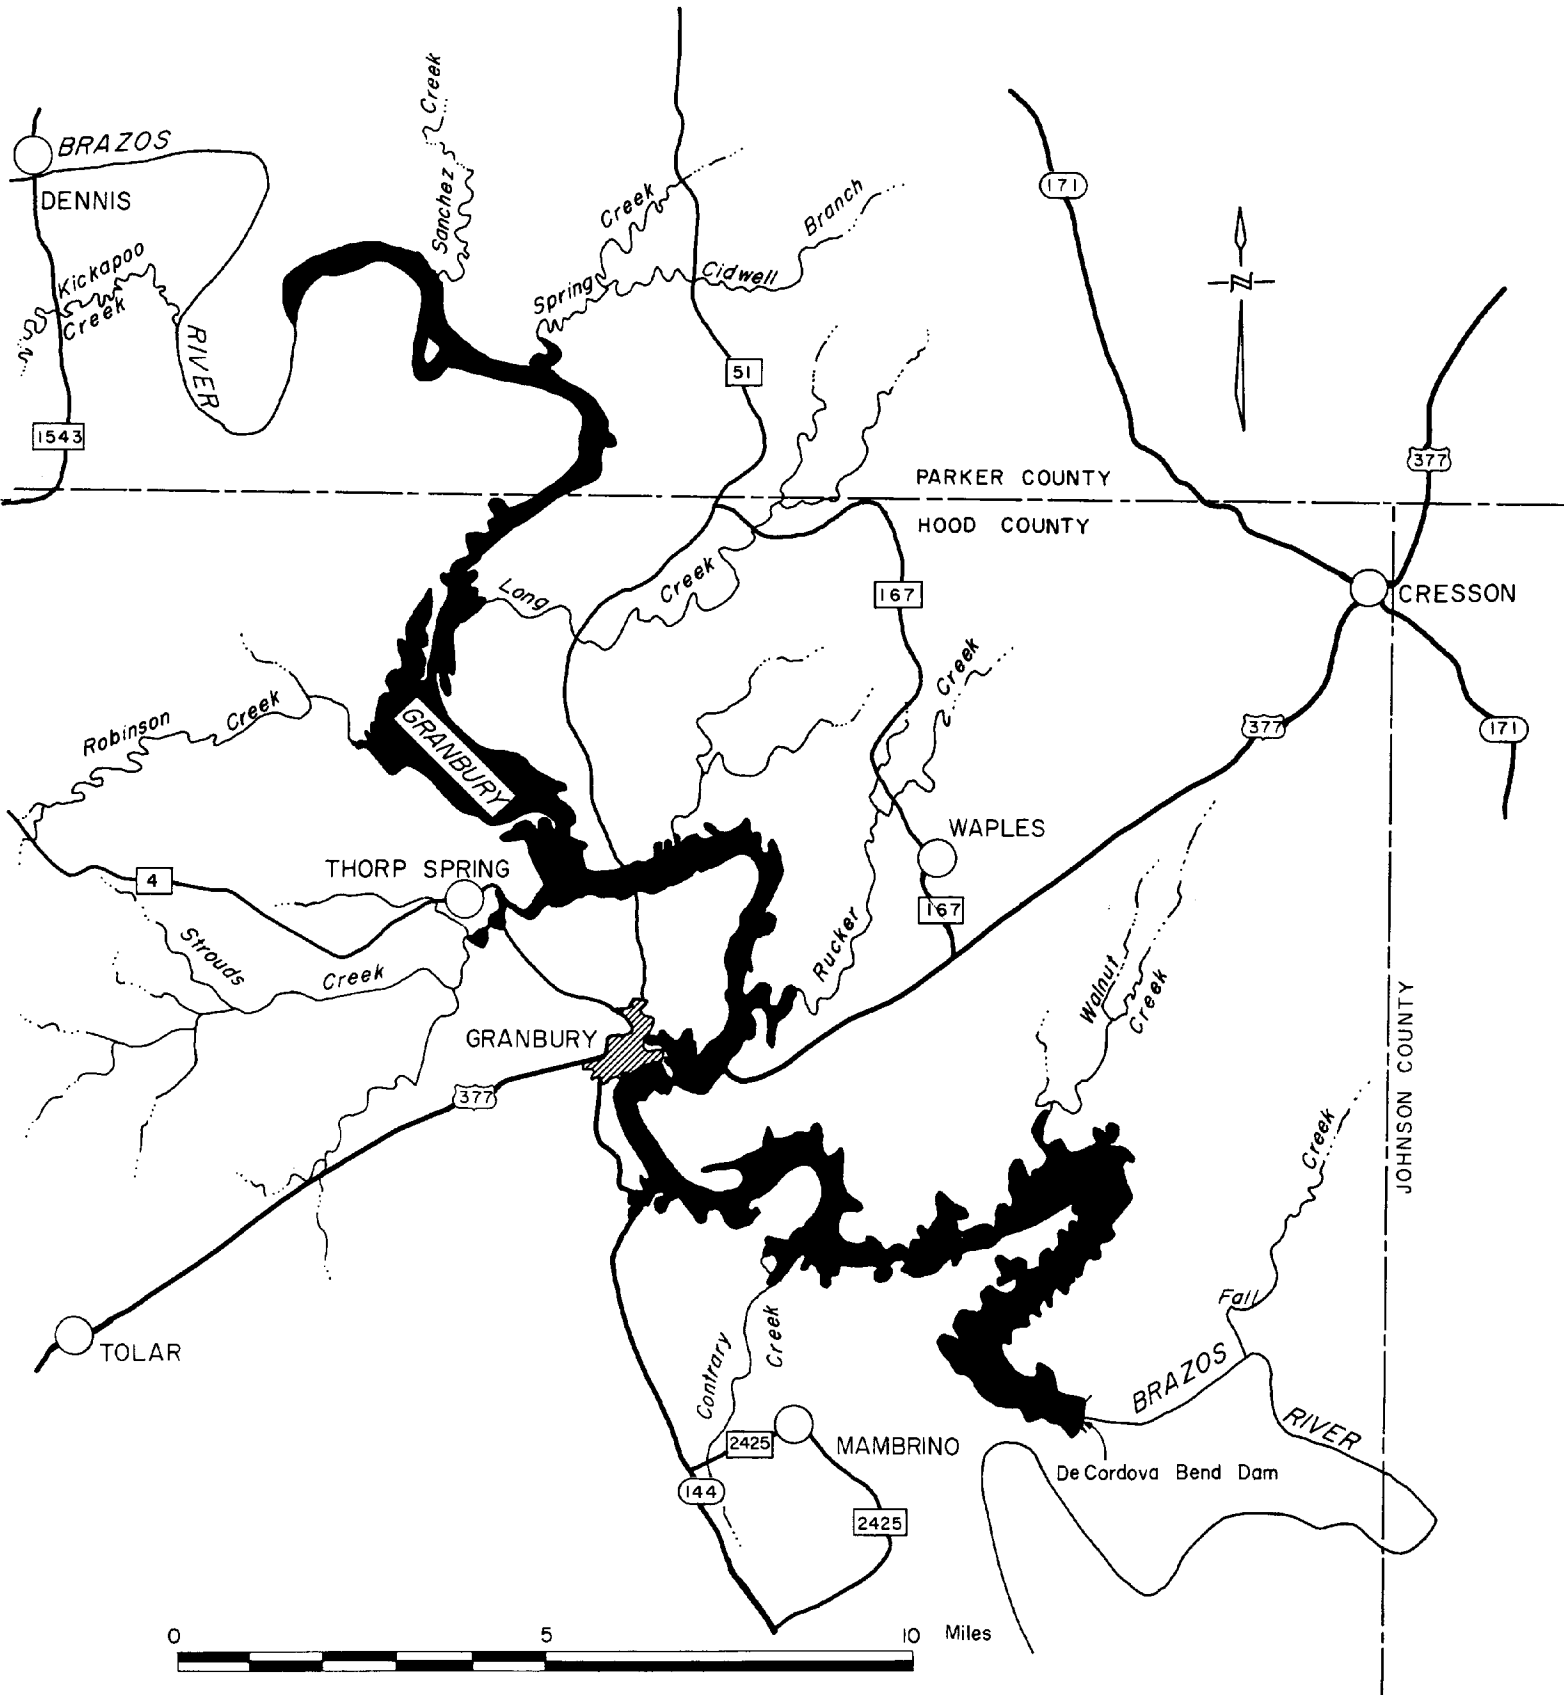 Creek
Sanchez
BRAZOS
DENNIS
Kickapoo
Creek
RIVER
1543
Spring
Creek
Cidwell
Branch
51
171
N
377
PARKER COUNTY
HOOD COUNTY
CRESSON
Long
Creek
167
Creek
Robinson
Creek
GRANBURY
377
171
WAPLES
THORP SPRING
4
167
Strouds
Creek
Rucker
Walnut
Creek
JOHNSON COUNTY
GRANBURY
377
Creek
Fall
TOLAR
Contrary
Creek
BRAZOS
RIVER
2425
MAMBRINO
De Cordova Bend Dam
144
2425
0
5
10
Miles